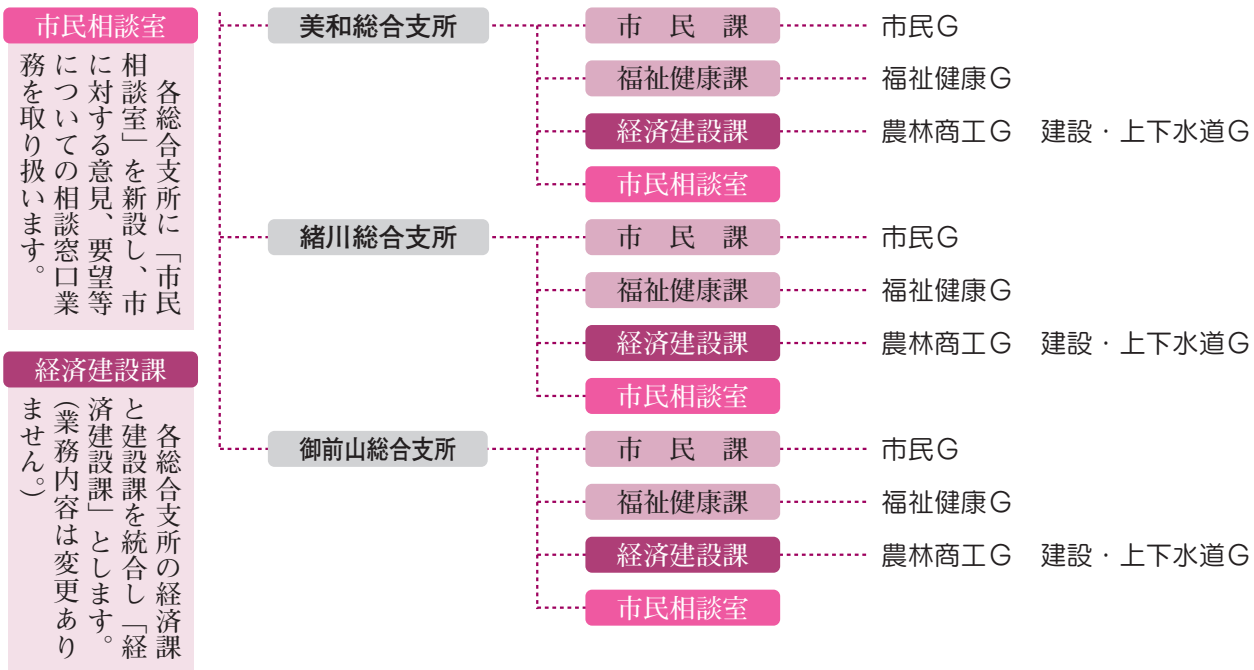 市民相談室
各総合支所に「市民
相談室」を新設し、市
に対する意見、要望等
についての相談窓口業
務を取り扱います。
経済建設課
各総合支所の経済課
と建設課を統合し「経
済建設課」とします。
(業務内容は変更あり
ません。)
美和総合支所
市民課 市民G
福祉健康課 福祉健康G
経済建設課 農林商工G 建設・上下水道G
市民相談室
緒川総合支所
市民課 市民G
福祉健康課 福祉健康G
経済建設課 農林商工G 建設・上下水道G
市民相談室
御前山総合支所
市民課 市民G
福祉健康課 福祉健康G
経済建設課 農林商工G 建設・上下水道G
市民相談室